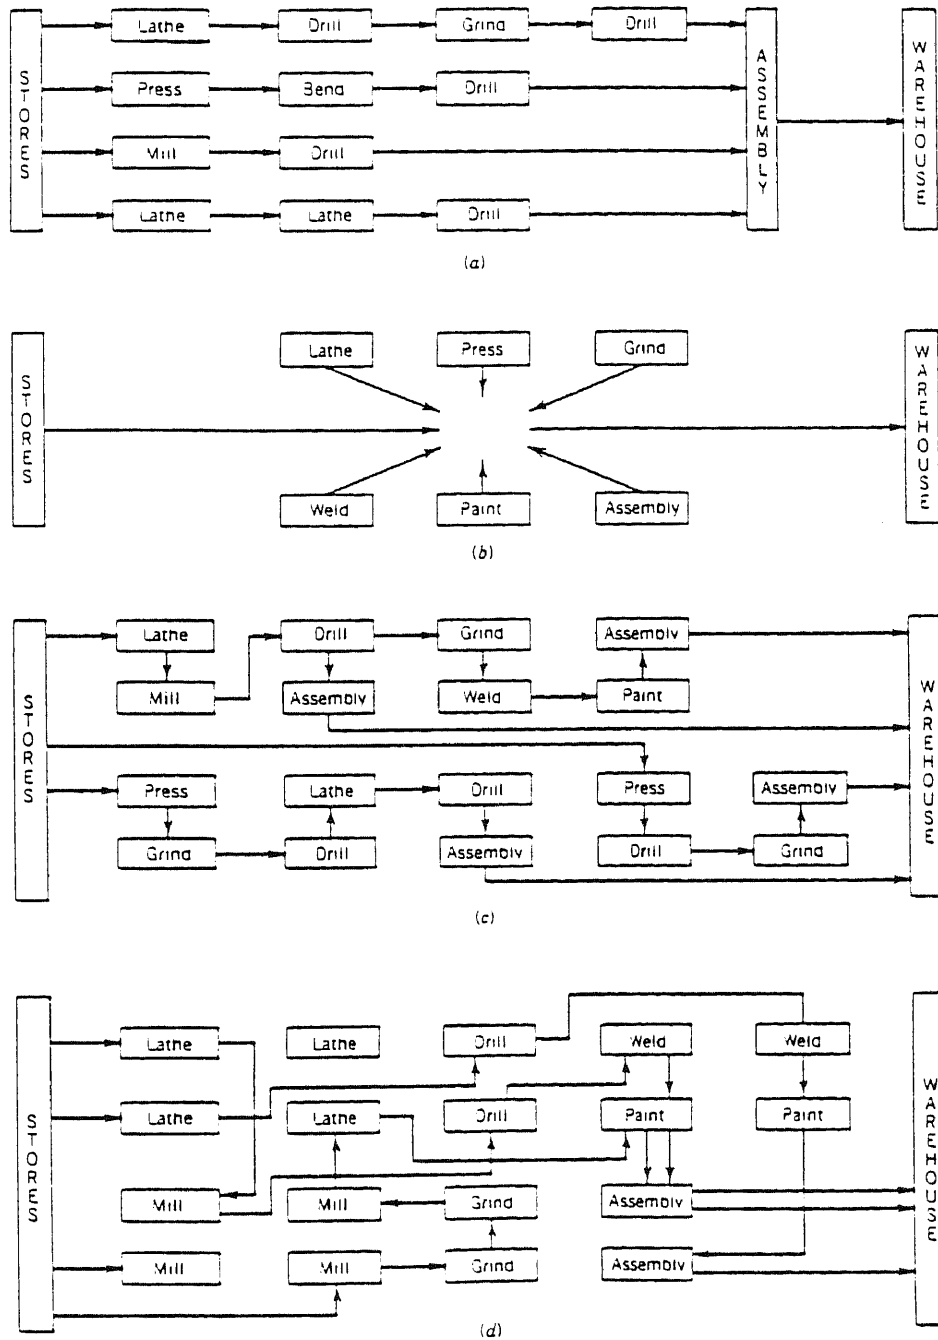 STORES
Lathe Drill Grind Drill
Press Bend Drill
Mill Drill
Lathe Lathe Drill
ASSEMBLY
WAREHOUSE
(a)
STORES
Lathe Press Grind
Weld Paint Assembly
WAREHOUSE
(b)
STORES
Lathe Drill Grind Assembly
Mill Assembly Weld Paint
Press Lathe Drill Press Assembly
Grind Drill Assembly Drill Grind
WAREHOUSE
(c)
STORES
Lathe Lathe Drill Weld Weld
Lathe Lathe Drill Paint Paint
Mill Mill Grind Assembly
Mill Mill Grind Assembly
WAREHOUSE
(d)